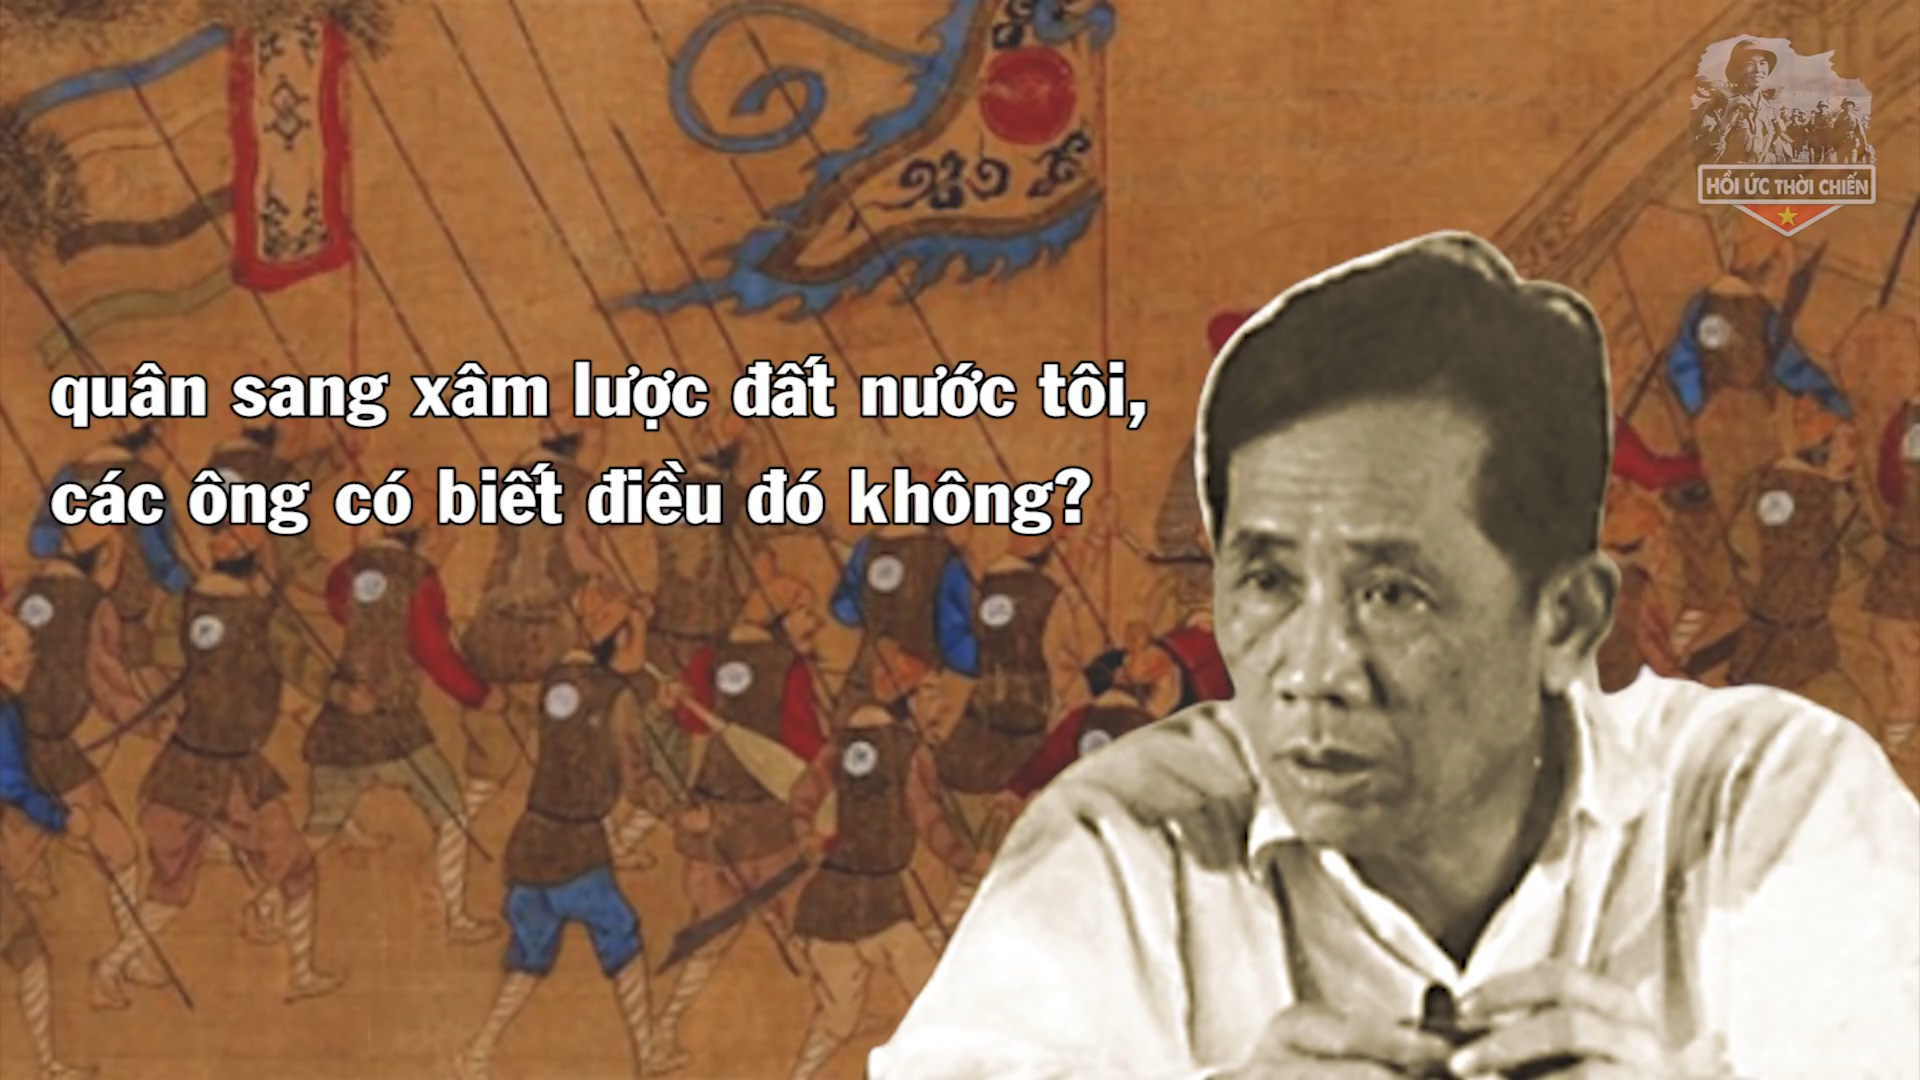 HỒI ỨC THỜI CHIẾN
quân sang xâm lược đất nước tôi,
các ông có biết điều đó không?